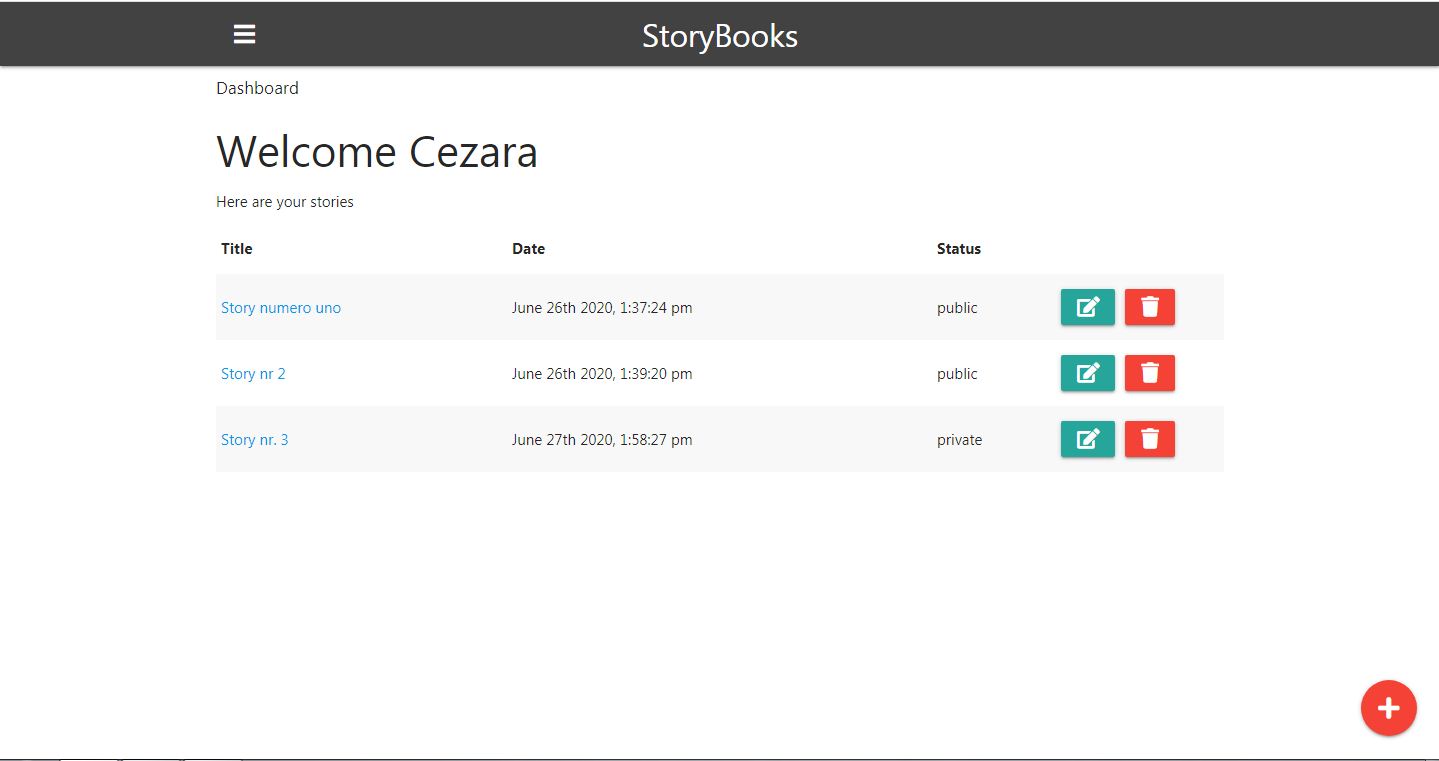 StoryBooks
Dashboard
Welcome Cezara
Here are your stories
Title Date Status
Story numero uno June 26th 2020, 1:37:24 pm public
Story nr 2 June 26th 2020, 1:39:20 pm public
Story nr. 3 June 27th 2020, 1:58:27 pm private